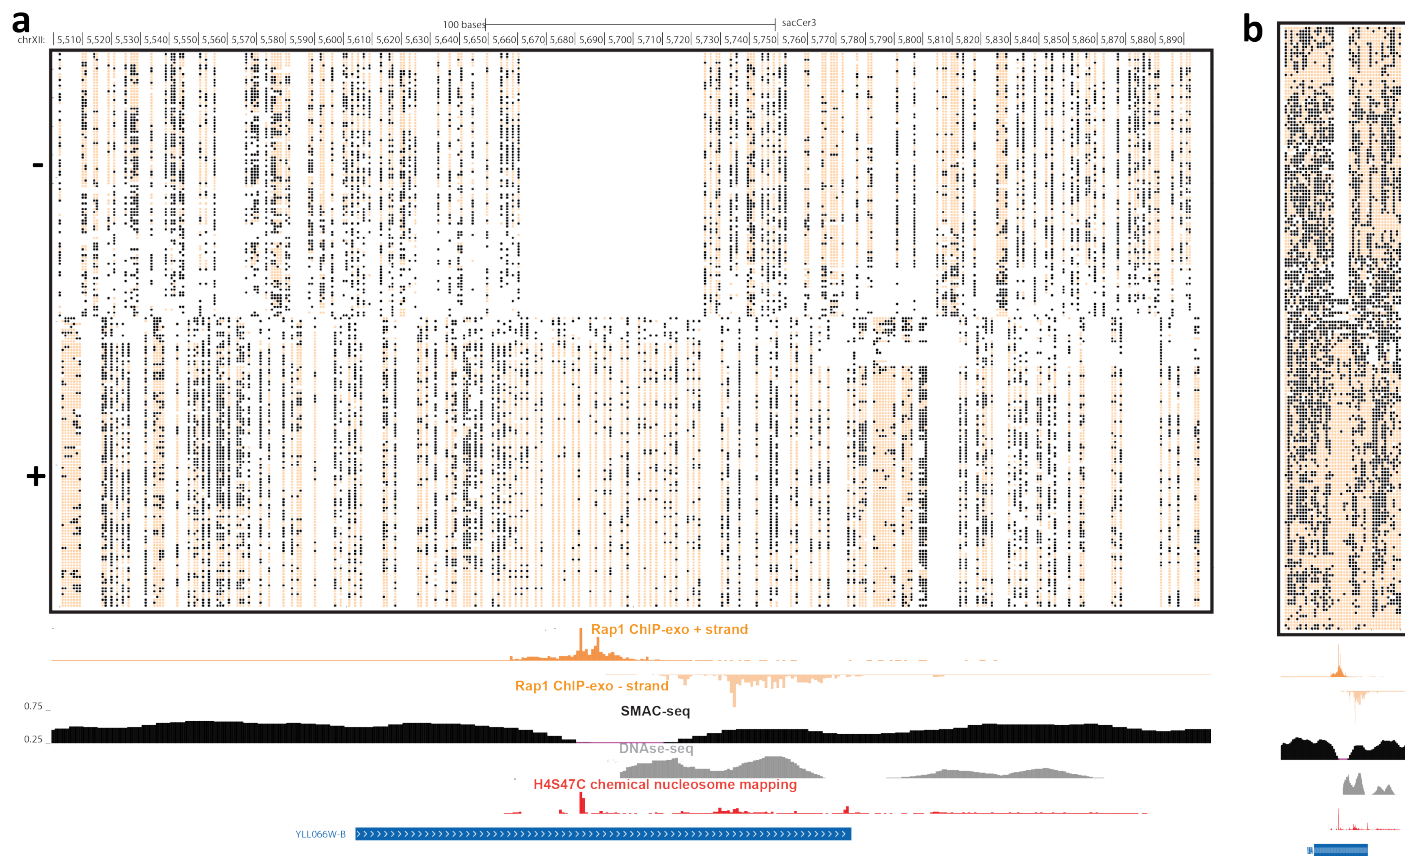 a
b
100 bases
sacCer3
chrXII:
5,510 5,520 5,530 5,540 5,550 5,560 5,570 5,580 5,590 5,600 5,610 5,620 5,630 5,640 5,650 5,660 5,670 5,680 5,690 5,700 5,710 5,720 5,730 5,740 5,750 5,760 5,770 5,780 5,790 5,800 5,810 5,820 5,830 5,840 5,850 5,860 5,870 5,880 5,890
-
+
Rap1 ChIP-exo + strand
Rap1 ChIP-exo - strand
0.75
SMAC-seq
0.25
DNAse-seq
H4S47C chemical nucleosome mapping
YLL066W-B